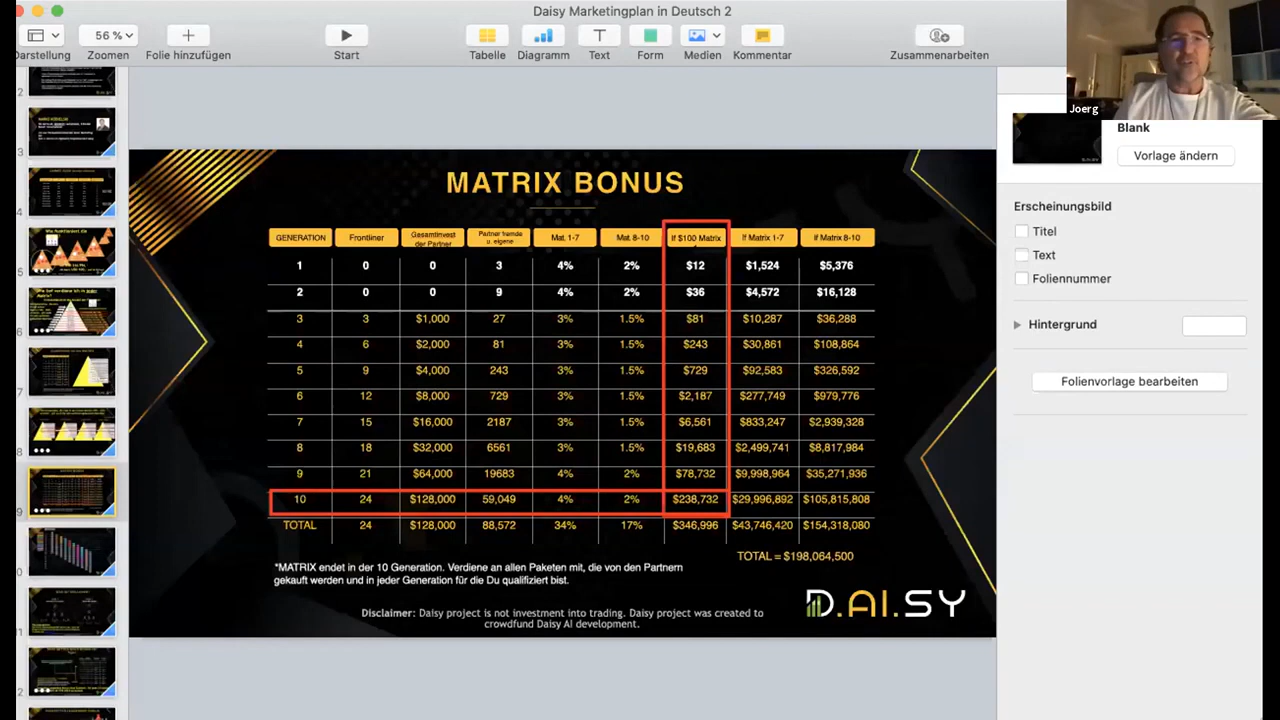 Daisy Marketingplan in Deutsch 2
56 %
Darstellung Zoomen Folie hinzufügen Start Tabelle Diagramm Text Form Medien Kommentar Zusammenarbeiten
Joerg
Blank
Vorlage ändern
Erscheinungsbild
Titel
Text
Foliennummer
Hintergrund
Folienvorlage bearbeiten
MATRIX BONUS
GENERATION Frontliner Gesamtinvest der Partner Partner fremde u. eigene Mat. 1-7 Mat. 8-10 If $100 Matrix If Matrix 1-7 If Matrix 8-10
1 0 0 3 4% 2% $12 $1,524 $5,376
2 0 0 9 4% 2% $36 $4,572 $16,128
3 3 $1,000 27 3% 1.5% $81 $10,287 $36,288
4 6 $2,000 81 3% 1.5% $243 $30,861 $108,864
5 9 $4,000 243 3% 1.5% $729 $92,583 $326,592
6 12 $8,000 729 3% 1.5% $2,187 $277,749 $979,776
7 15 $16,000 2187 3% 1.5% $6,561 $833,247 $2,939,328
8 18 $32,000 6561 3% 1.5% $19,683 $2,499,741 $8,817,984
9 21 $64,000 19683 4% 2% $78,732 $9,998,964 $35,271,936
10 24 $128,000 59,049 4% 2% $238,732 $29,996,892 $105,815,808
TOTAL 24 $128,000 88,572 34% 17% $346,996 $43,746,420 $154,318,080
TOTAL = $198,064,500
*MATRIX endet in der 10 Generation. Verdiene an allen Paketen mit, die von den Partnern
gekauft werden und in jeder Generation für die Du qualifiziert bist.
Disclaimer: Daisy project is not investment into trading. Daisy project was created to
crowdfund Daisy AI development.
D.AI.SY